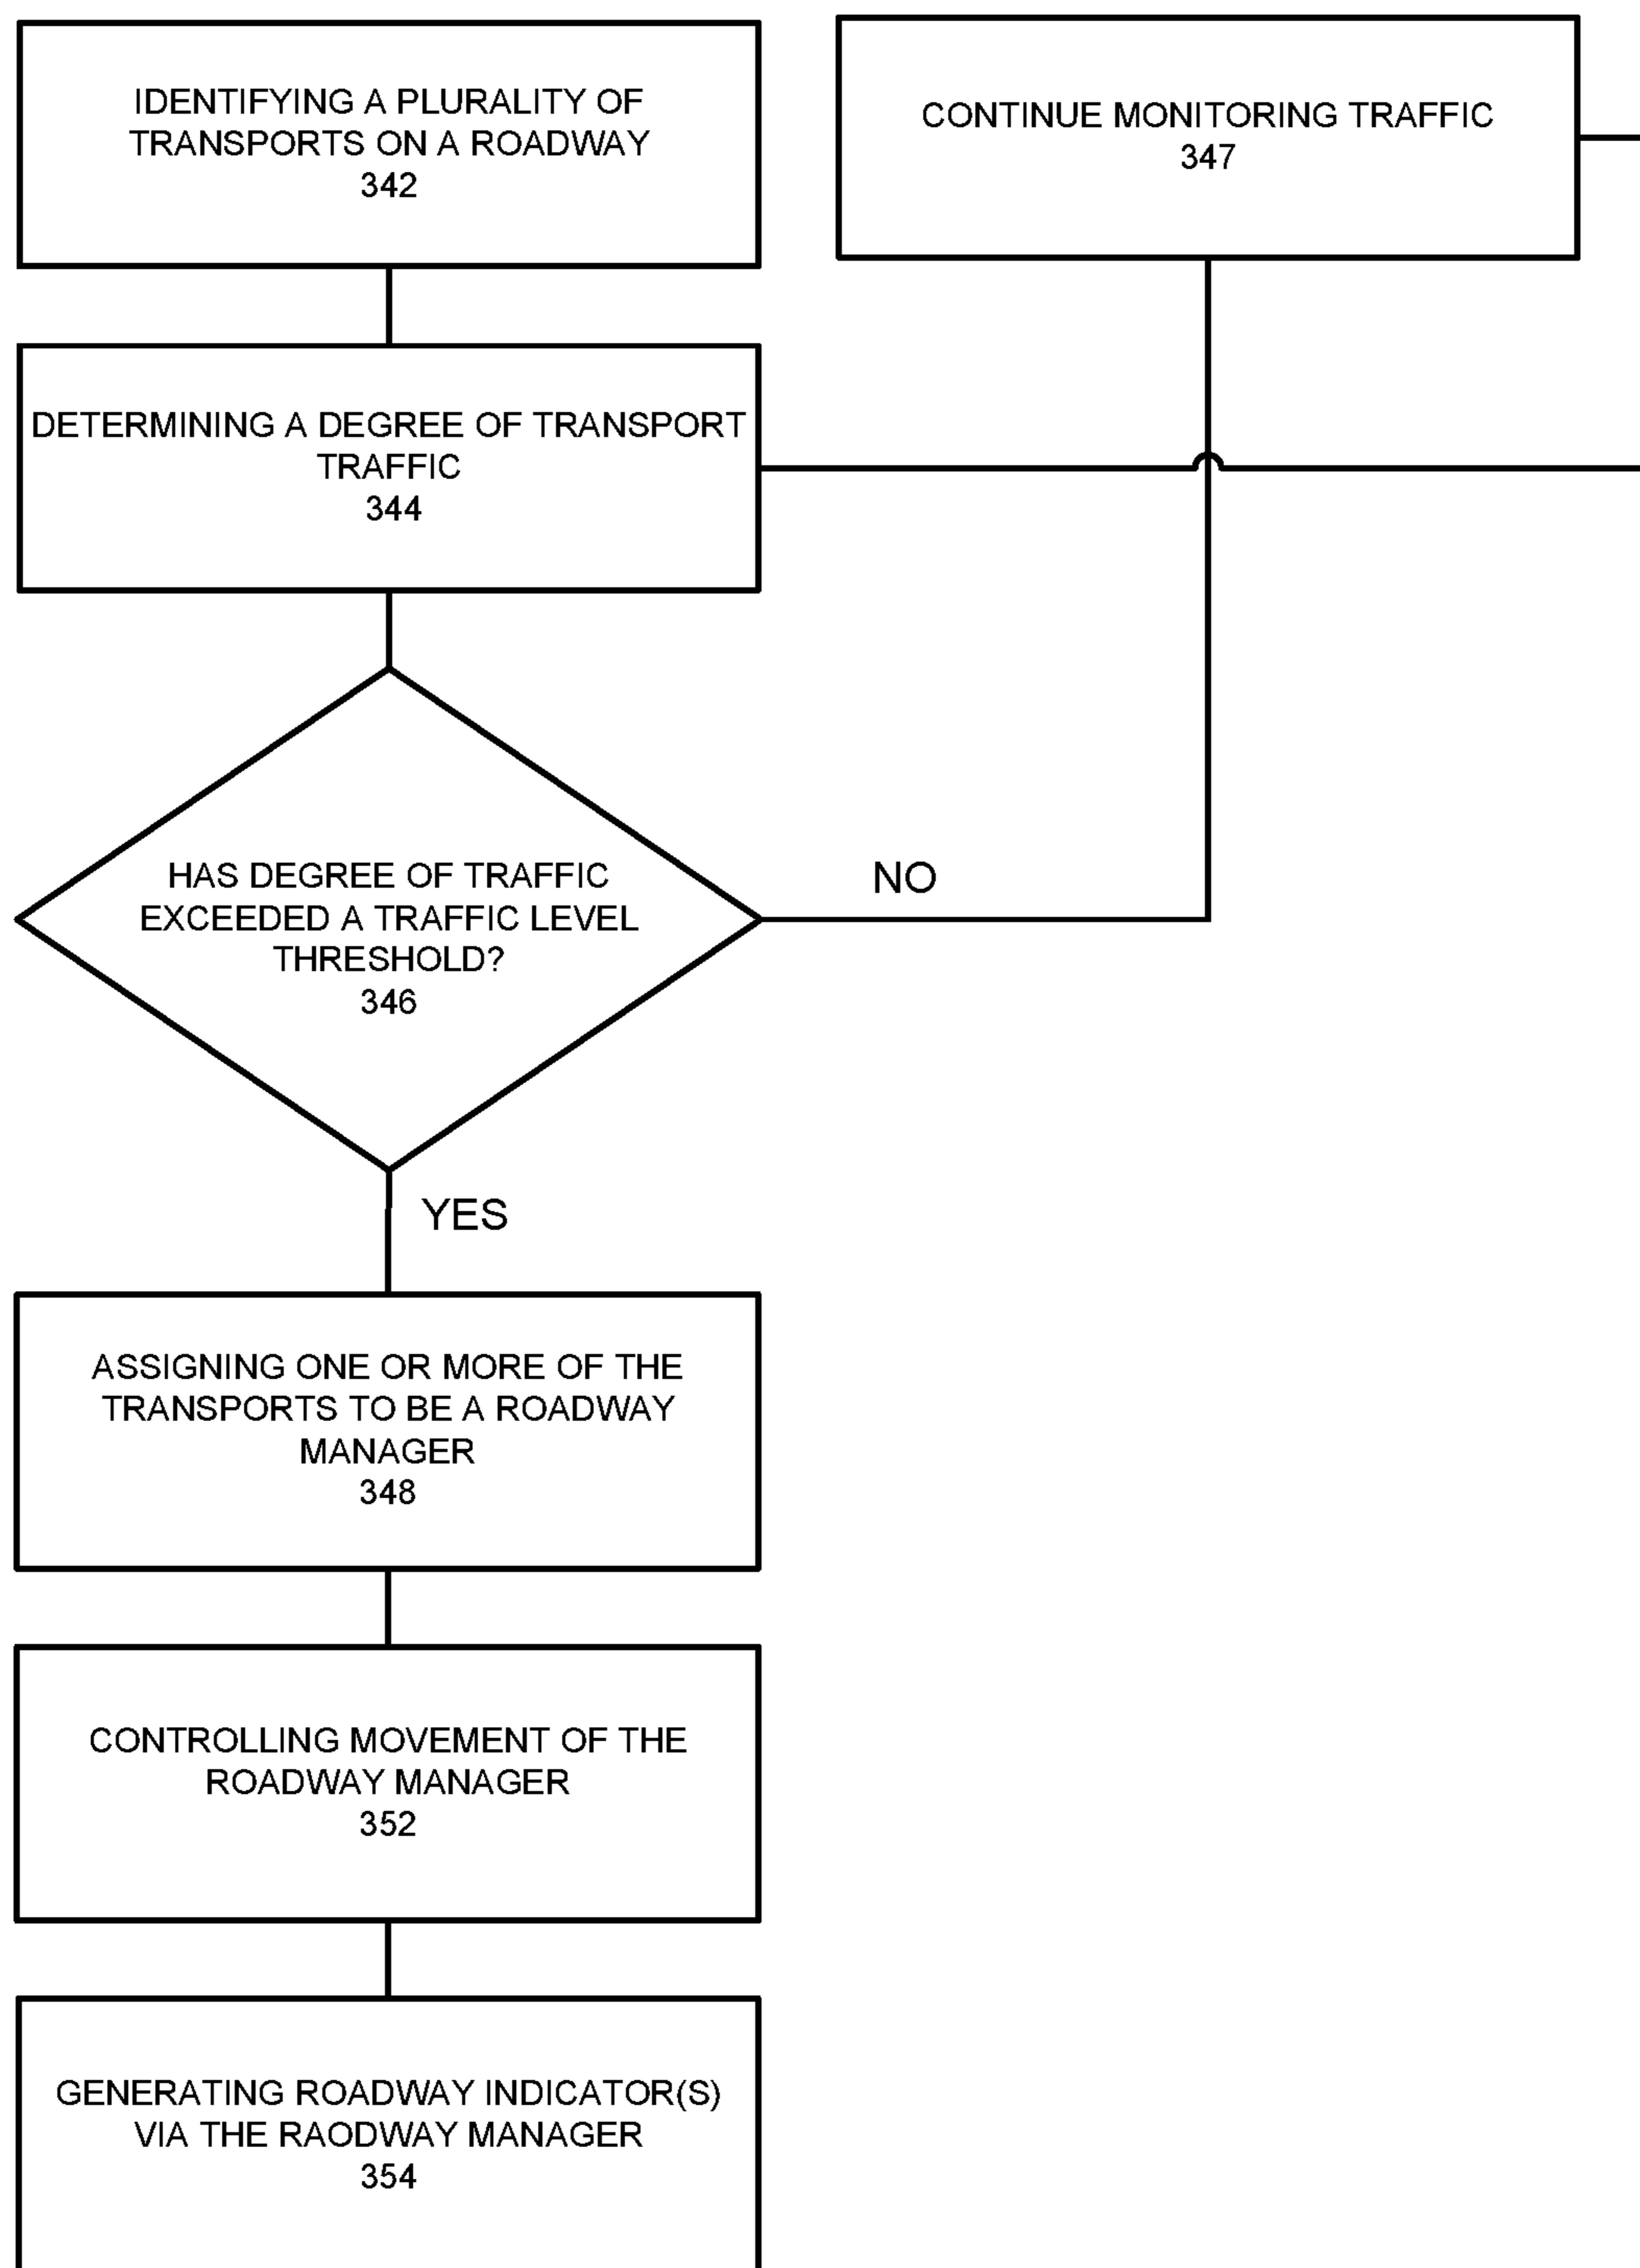 IDENTIFYING A PLURALITY OF
TRANSPORTS ON A ROADWAY
342
CONTINUE MONITORING TRAFFIC
347
DETERMINING A DEGREE OF TRANSPORT
TRAFFIC
344
HAS DEGREE OF TRAFFIC
EXCEEDED A TRAFFIC LEVEL
THRESHOLD?
346
NO
YES
ASSIGNING ONE OR MORE OF THE
TRANSPORTS TO BE A ROADWAY
MANAGER
348
CONTROLLING MOVEMENT OF THE
ROADWAY MANAGER
352
GENERATING ROADWAY INDICATOR(S)
VIA THE RAODWAY MANAGER
354